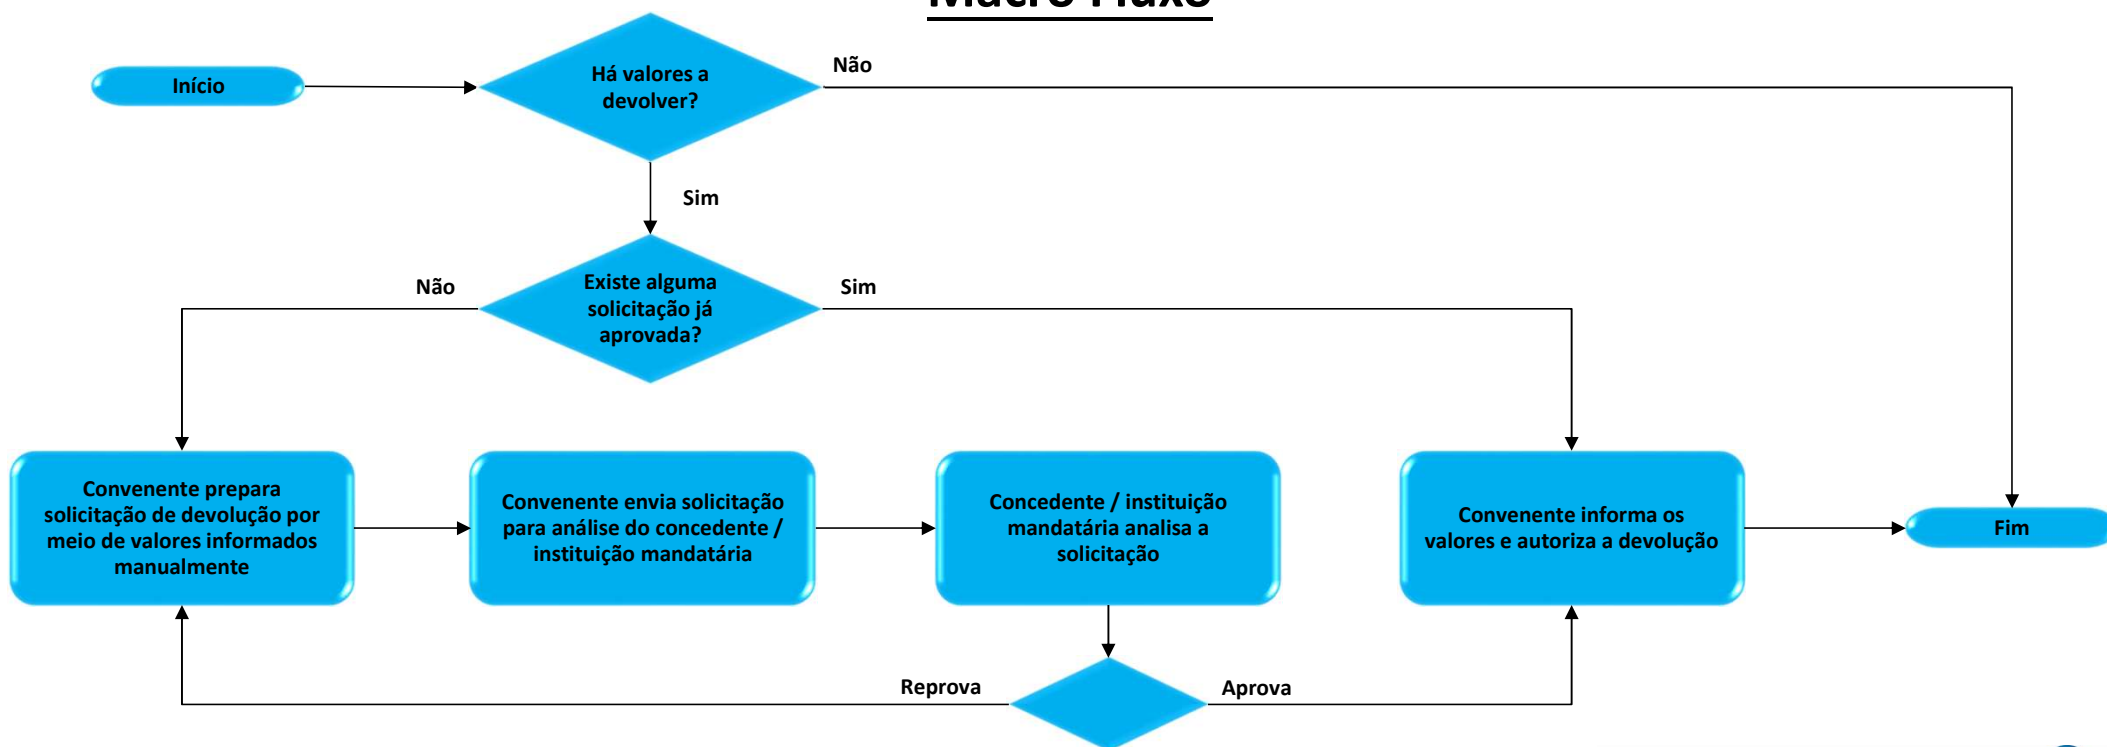 Macro Fluxo
Início
Há valores a
devolver?
Não
Sim
Não
Existe alguma
solicitação já
aprovada?
Sim
Convenente prepara
solicitação de devolução por
meio de valores informados
manualmente
Convenente envia solicitação
para análise do concedente /
instituição mandatária
Concedente / instituição
mandatária analisa a
solicitação
Convenente informa os
valores e autoriza a devolução
Fim
Reprova
Aprova